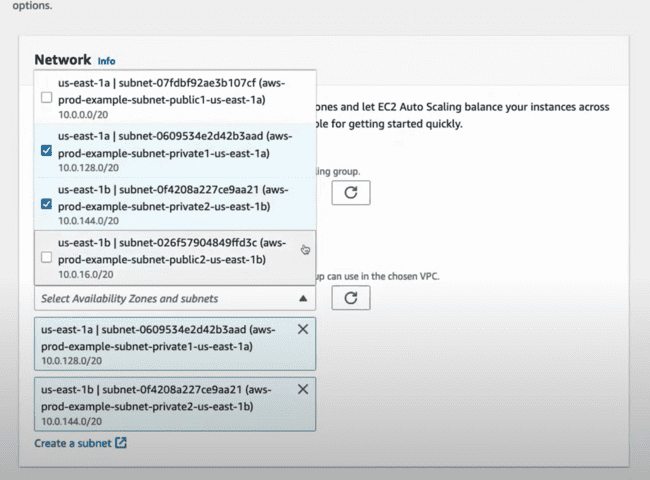 options.
Network Info
us-east-1a | subnet-07fdbf92ae3b107cf (aws-
prod-example-subnet-public1-us-east-1a)
10.0.0.0/20
ones and let EC2 Auto Scaling balance your instances across
us-east-1a | subnet-0609534e2d42b3aad (aws-
ple for getting started quickly.
prod-example-subnet-private1-us-east-1a)
10.0.128.0/20
ing group.
us-east-1b | subnet-0f4208a227ce9aa21 (aws-
prod-example-subnet-private2-us-east-1b)
10.0.144.0/20
us-east-1b | subnet-026f57904849ffd3c (aws-
prod-example-subnet-public2-us-east-1b)
10.0.16.0/20
up can use in the chosen VPC.
Select Availability Zones and subnets
us-east-1a | subnet-0609534e2d42b3aad (aws-
prod-example-subnet-private1-us-east-1a)
10.0.128.0/20
us-east-1b | subnet-0f4208a227ce9aa21 (aws-
prod-example-subnet-private2-us-east-1b)
10.0.144.0/20
Create a subnet